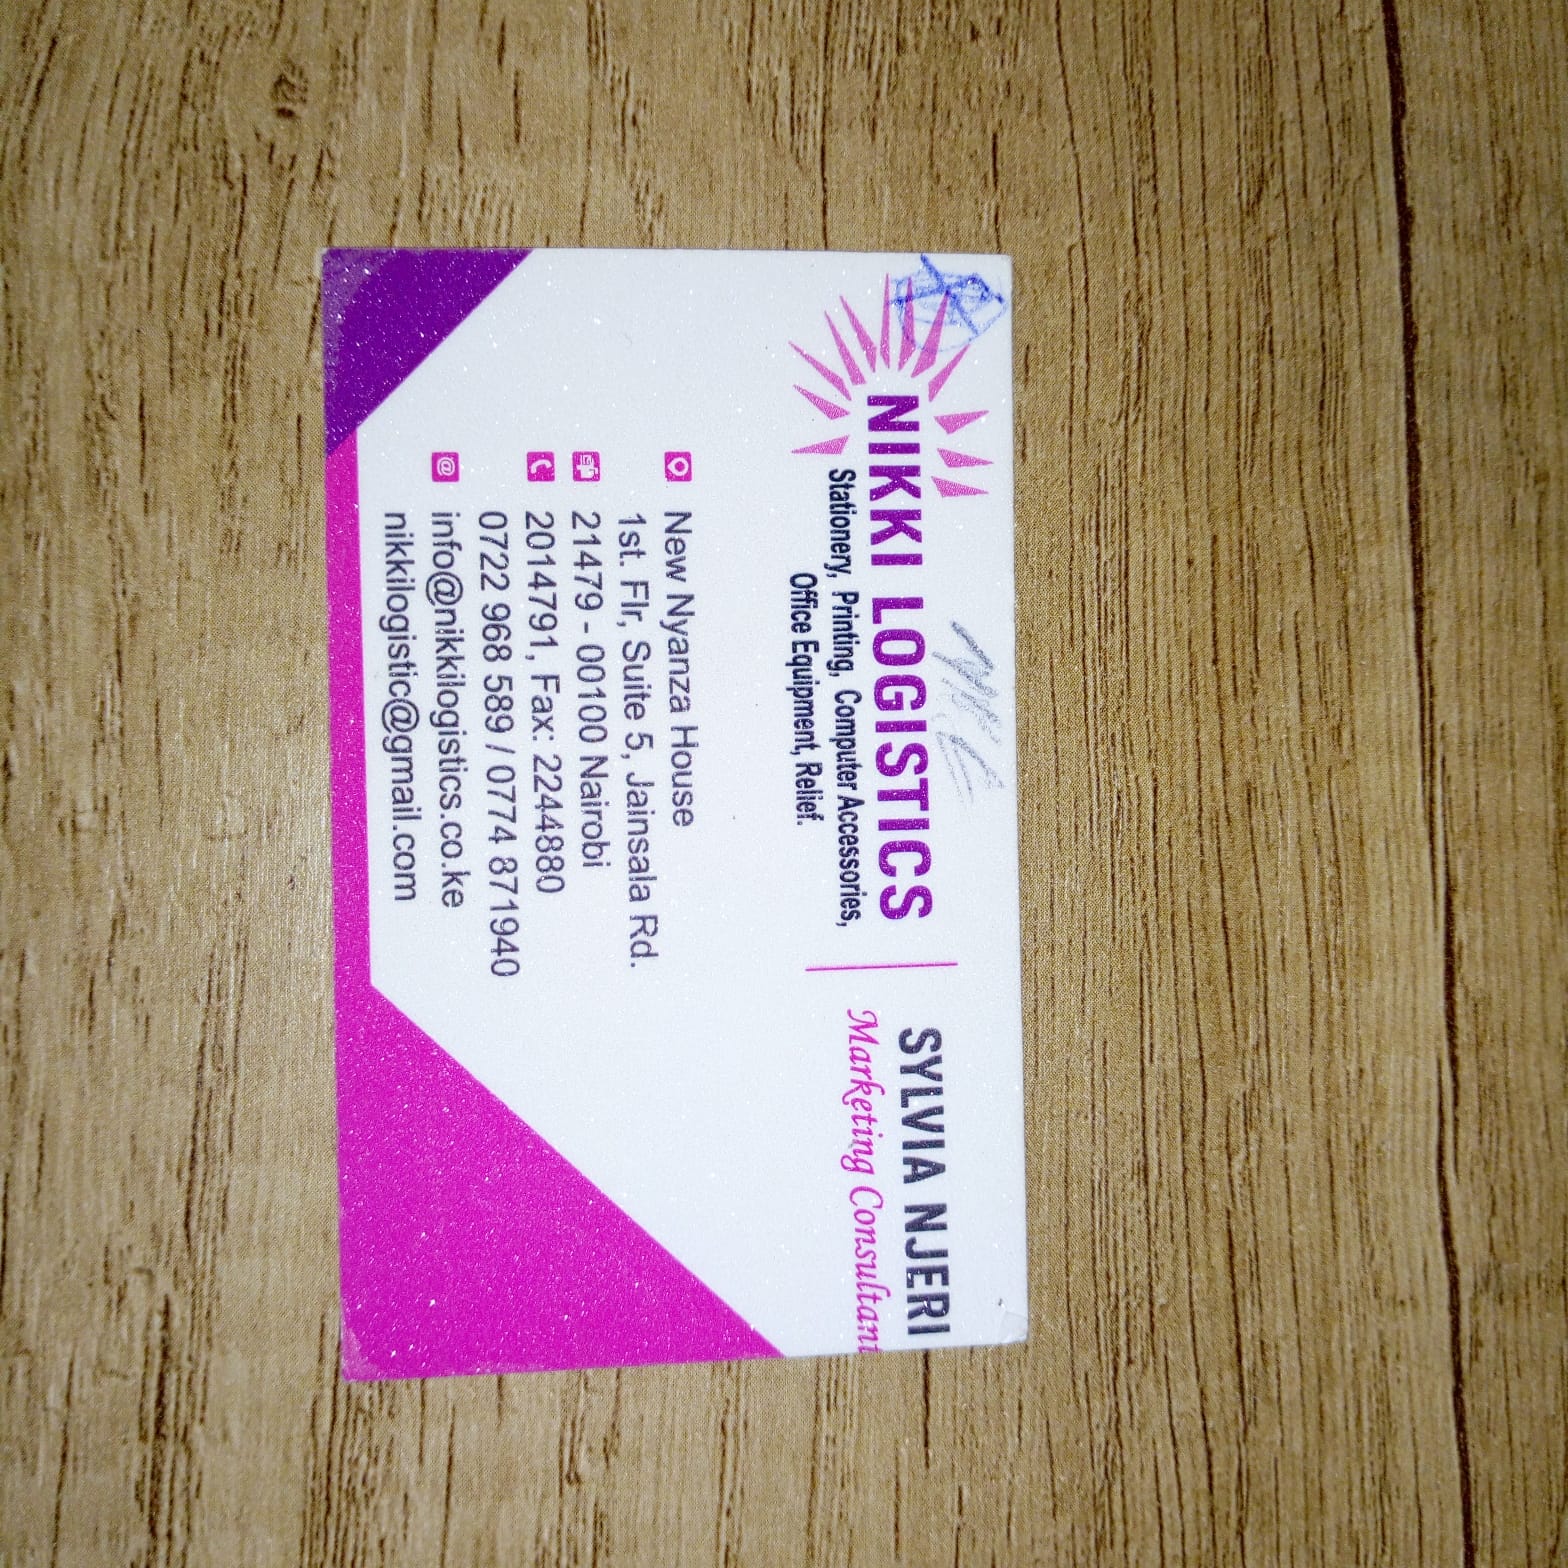 NIKKI LOGISTICS
Stationery, Printing, Computer Accessories,
Office Equipment, Relief.
SYLVIA NJERI
Marketing Consultant
New Nyanza House
1st. Flr, Suite 5, Jainsala Rd.
21479 - 00100 Nairobi
2014791, Fax: 2244880
0722 968 589 / 0774 871940
info@nikkilogistics.co.ke
nikkilogistic@gmail.com